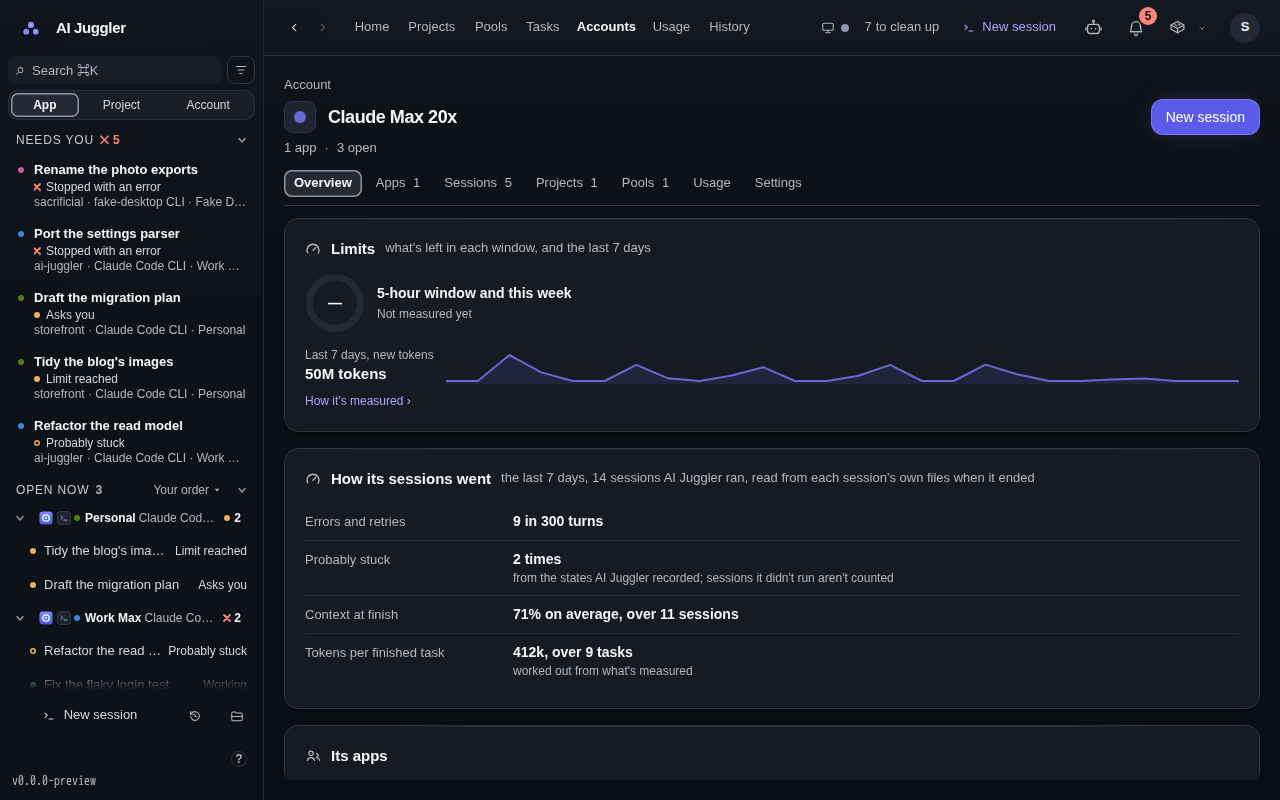 AI Juggler
Search ⌘K
App Project Account
NEEDS YOU 5
Rename the photo exports
Stopped with an error
sacrificial · fake-desktop CLI · Fake D…
Port the settings parser
Stopped with an error
ai-juggler · Claude Code CLI · Work …
Draft the migration plan
Asks you
storefront · Claude Code CLI · Personal
Tidy the blog's images
Limit reached
storefront · Claude Code CLI · Personal
Refactor the read model
Probably stuck
ai-juggler · Claude Code CLI · Work …
OPEN NOW 3 Your order
Personal Claude Cod… 2
Tidy the blog's ima… Limit reached
Draft the migration plan Asks you
Work Max Claude Co… 2
Refactor the read … Probably stuck
Fix the flaky login test Working
New session
?
v0.0.0-preview
Home Projects Pools Tasks Accounts Usage History
7 to clean up New session 5 S
Account
Claude Max 20x
New session
1 app · 3 open
Overview Apps 1 Sessions 5 Projects 1 Pools 1 Usage Settings
Limits what's left in each window, and the last 7 days
—
5-hour window and this week
Not measured yet
Last 7 days, new tokens
50M tokens
How it's measured ›
How its sessions went the last 7 days, 14 sessions AI Juggler ran, read from each session's own files when it ended
Errors and retries 9 in 300 turns
Probably stuck 2 times
from the states AI Juggler recorded; sessions it didn't run aren't counted
Context at finish 71% on average, over 11 sessions
Tokens per finished task 412k, over 9 tasks
worked out from what's measured
Its apps